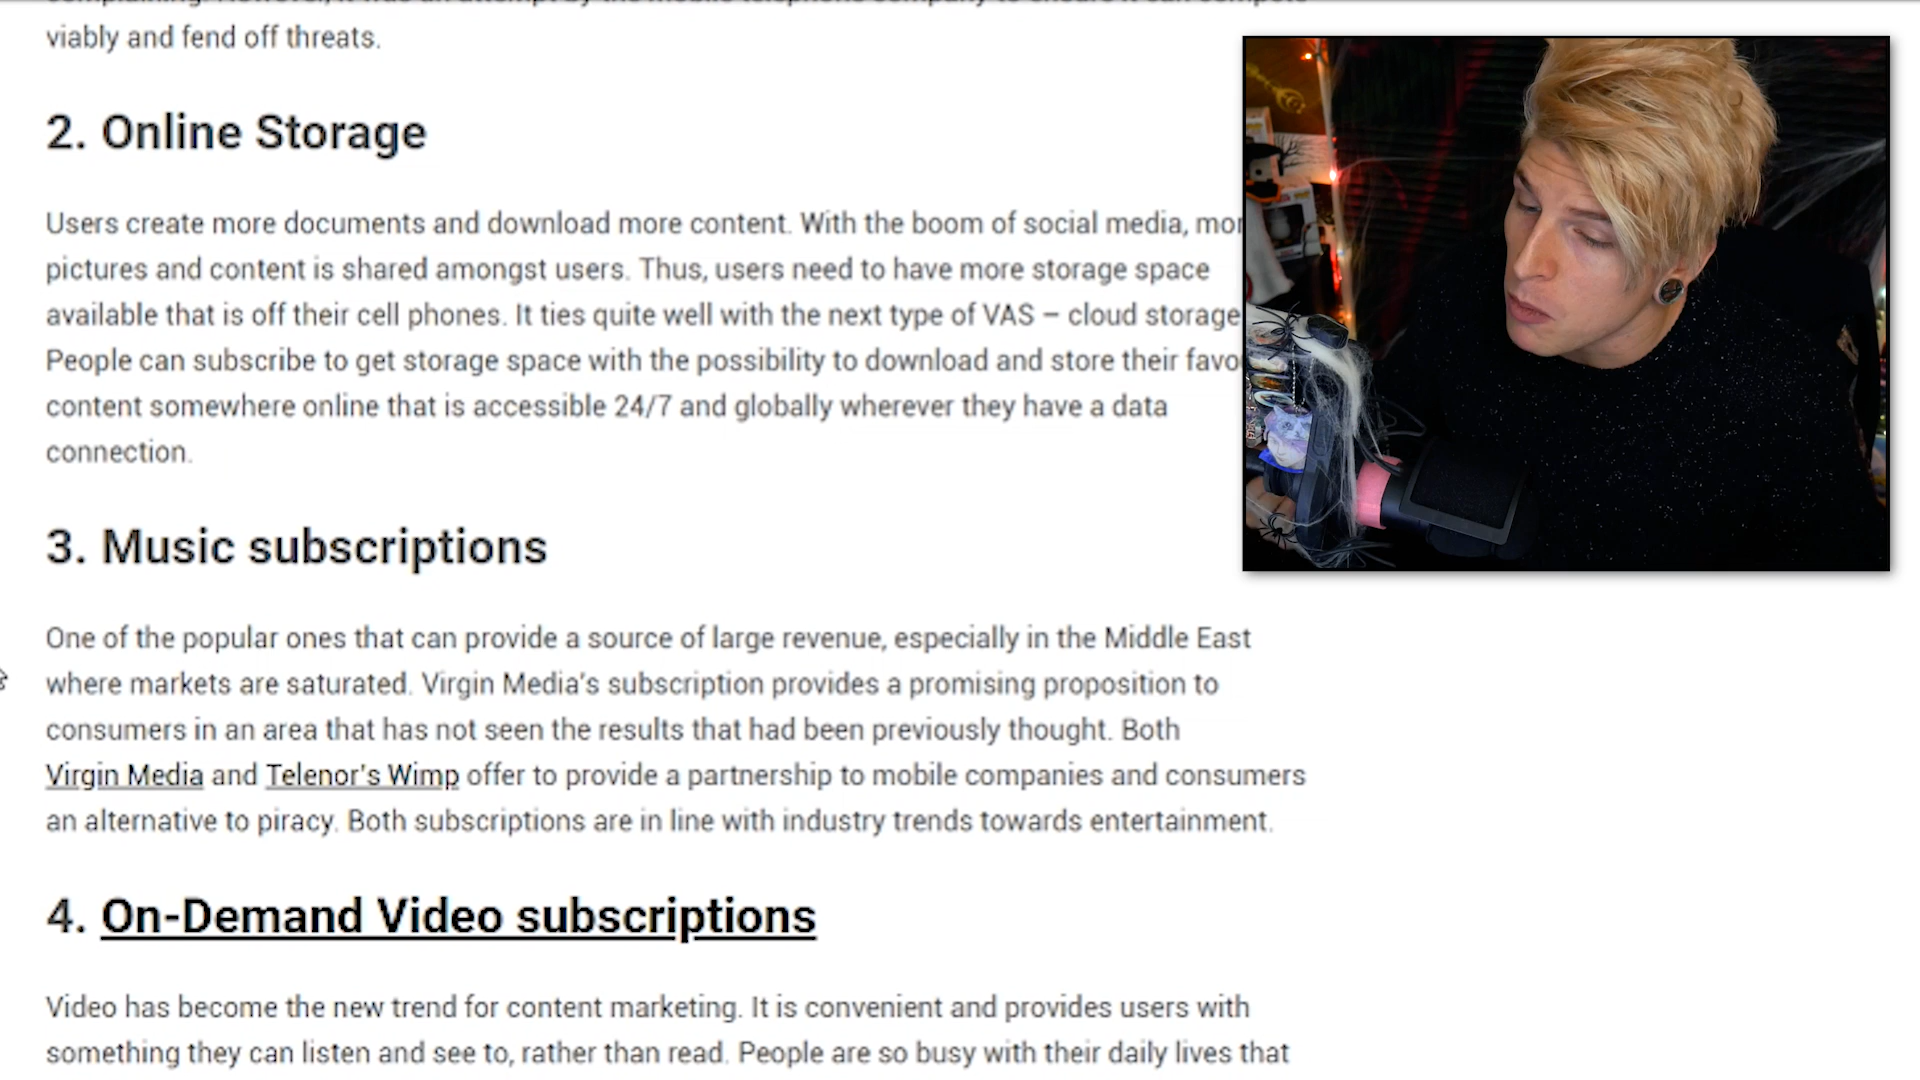 viably and fend off threats.
2. Online Storage
Users create more documents and download more content. With the boom of social media,
pictures and content is shared amongst users. Thus, users need to have more storage space
available that is off their cell phones. It ties quite well with the next type of VAS – cloud storage
People can subscribe to get storage space with the possibility to download and store their
content somewhere online that is accessible 24/7 and globally wherever they have a data
connection.
3. Music subscriptions
One of the popular ones that can provide a source of large revenue, especially in the Middle East
where markets are saturated. Virgin Media's subscription provides a promising proposition to
consumers in an area that has not seen the results that had been previously thought. Both
Virgin Media and Telenor's Wimp offer to provide a partnership to mobile companies and consumers
an alternative to piracy. Both subscriptions are in line with industry trends towards entertainment.
4. On-Demand Video subscriptions
Video has become the new trend for content marketing. It is convenient and provides users with
something they can listen and see to, rather than read. People are so busy with their daily lives that